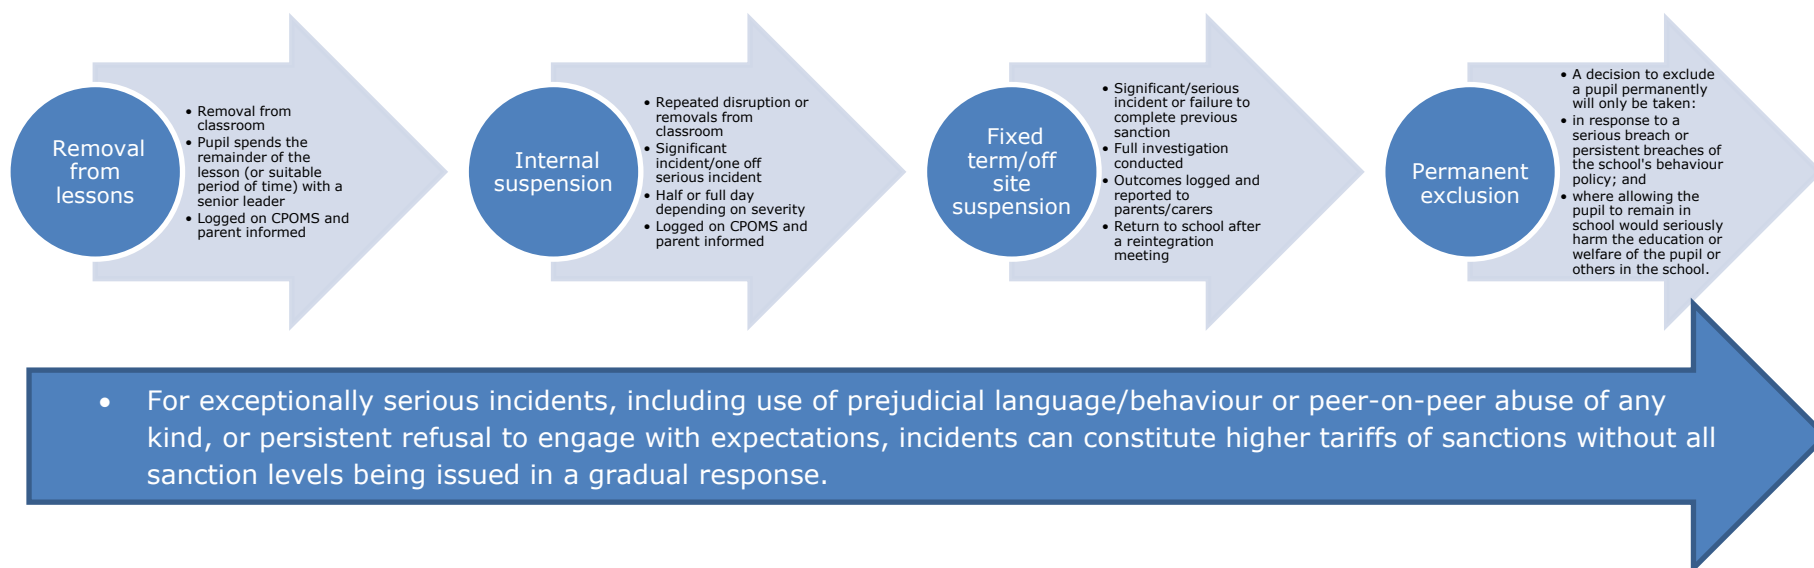 Removal
from
lessons
• Removal from
classroom
• Pupil spends the
remainder of the
lesson (or suitable
period of time) with a
senior leader
• Logged on CPOMS and
parent informed
Internal
suspension
• Repeated disruption or
removals from
classroom
• Significant
incident/one off
serious incident
• Half or full day
depending on severity
• Logged on CPOMS and
parent informed
Fixed
term/off
site
suspension
• Significant/serious
incident or failure to
complete previous
sanction
• Full investigation
conducted
• Outcomes logged and
reported to
parents/carers
• Return to school after
a reintegration
meeting
Permanent
exclusion
• A decision to exclude
a pupil permanently
will only be taken:
• in response to a
serious breach or
persistent breaches of
the school's behaviour
policy; and
• where allowing the
pupil to remain in
school would seriously
harm the education or
welfare of the pupil or
others in the school.
• For exceptionally serious incidents, including use of prejudicial language/behaviour or peer-on-peer abuse of any
kind, or persistent refusal to engage with expectations, incidents can constitute higher tariffs of sanctions without all
sanction levels being issued in a gradual response.